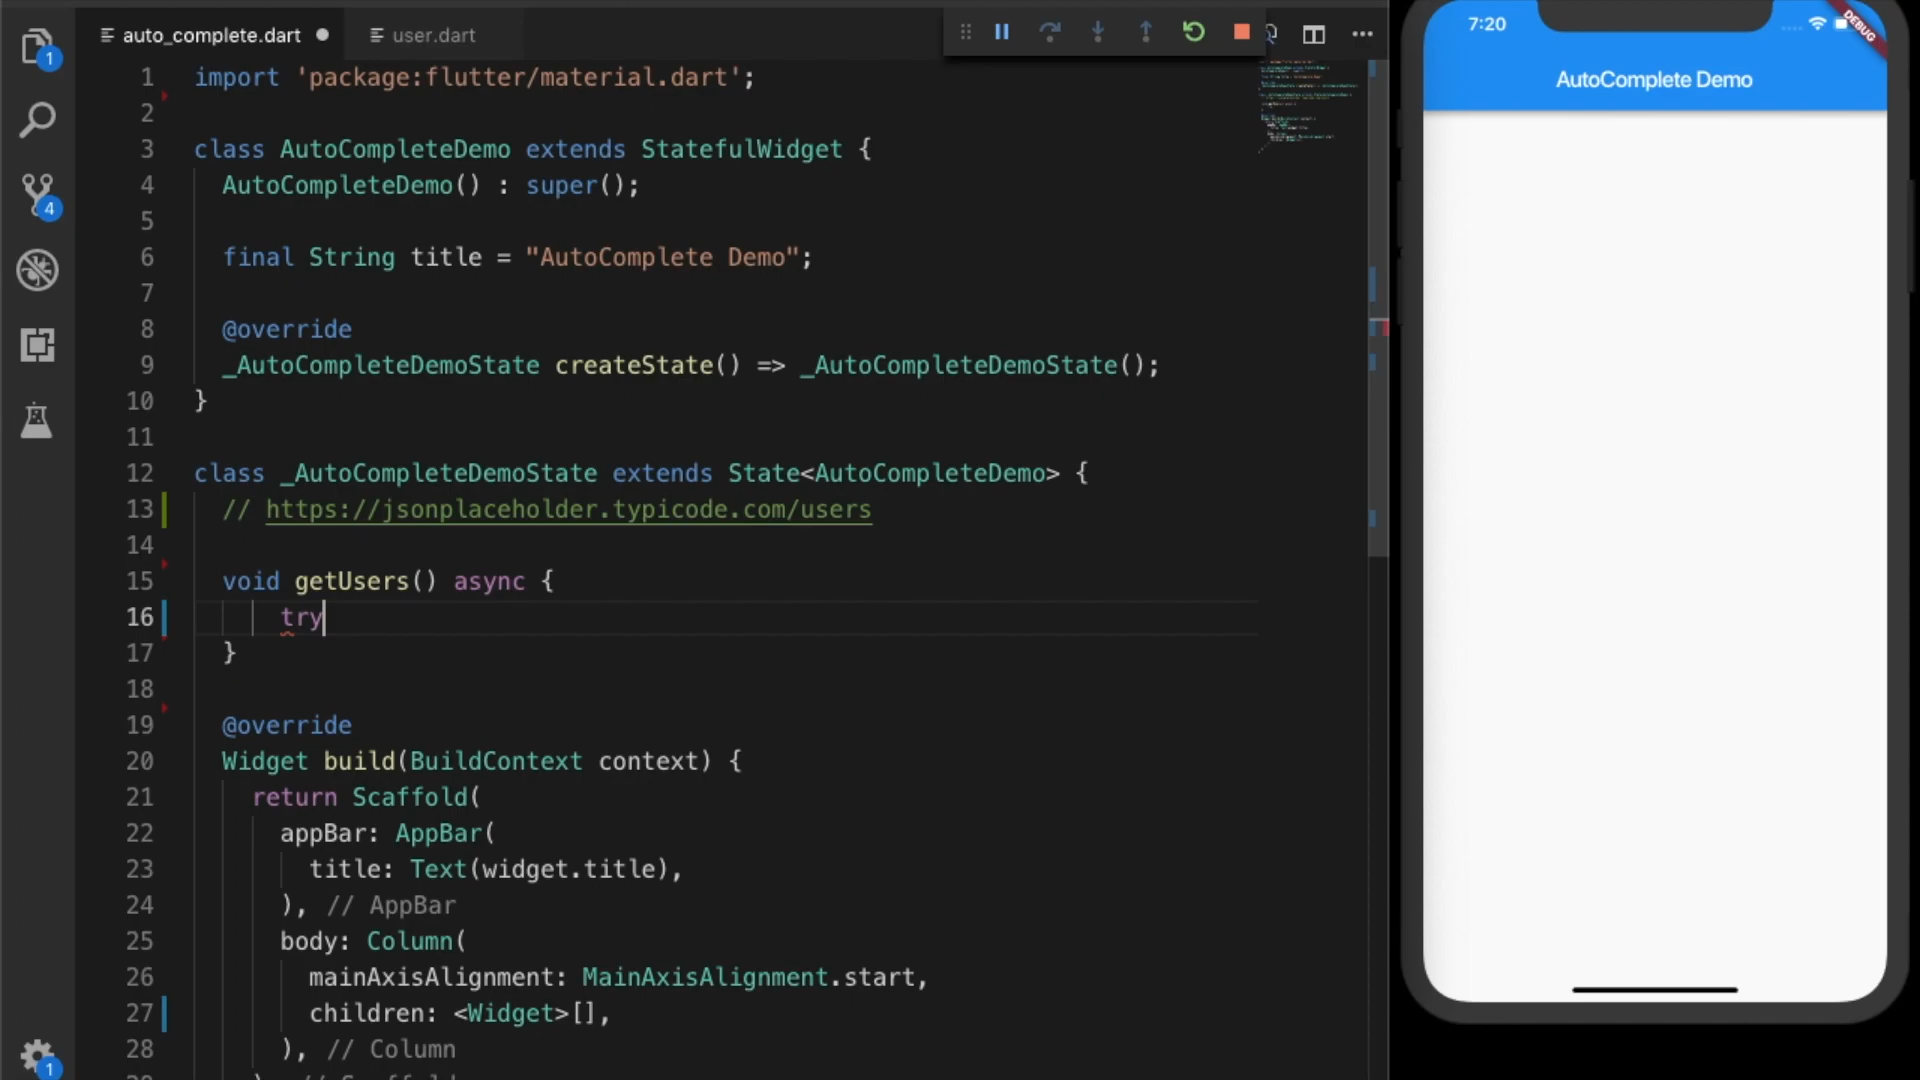 auto_complete.dart
user.dart
1 import 'package:flutter/material.dart';
2
3 class AutoCompleteDemo extends StatefulWidget {
4 AutoCompleteDemo() : super();
5
6 final String title = "AutoComplete Demo";
7
8 @override
9 _AutoCompleteDemoState createState() => _AutoCompleteDemoState();
10 }
11
12 class _AutoCompleteDemoState extends State<AutoCompleteDemo> {
13 // https://jsonplaceholder.typicode.com/users
14
15 void getUsers() async {
16 try
17 }
18
19 @override
20 Widget build(BuildContext context) {
21 return Scaffold(
22 appBar: AppBar(
23 title: Text(widget.title),
24 ), // AppBar
25 body: Column(
26 mainAxisAlignment: MainAxisAlignment.start,
27 children: <Widget>[],
28 ), // Column
1
4
1
7:20
DEBUG
AutoComplete Demo